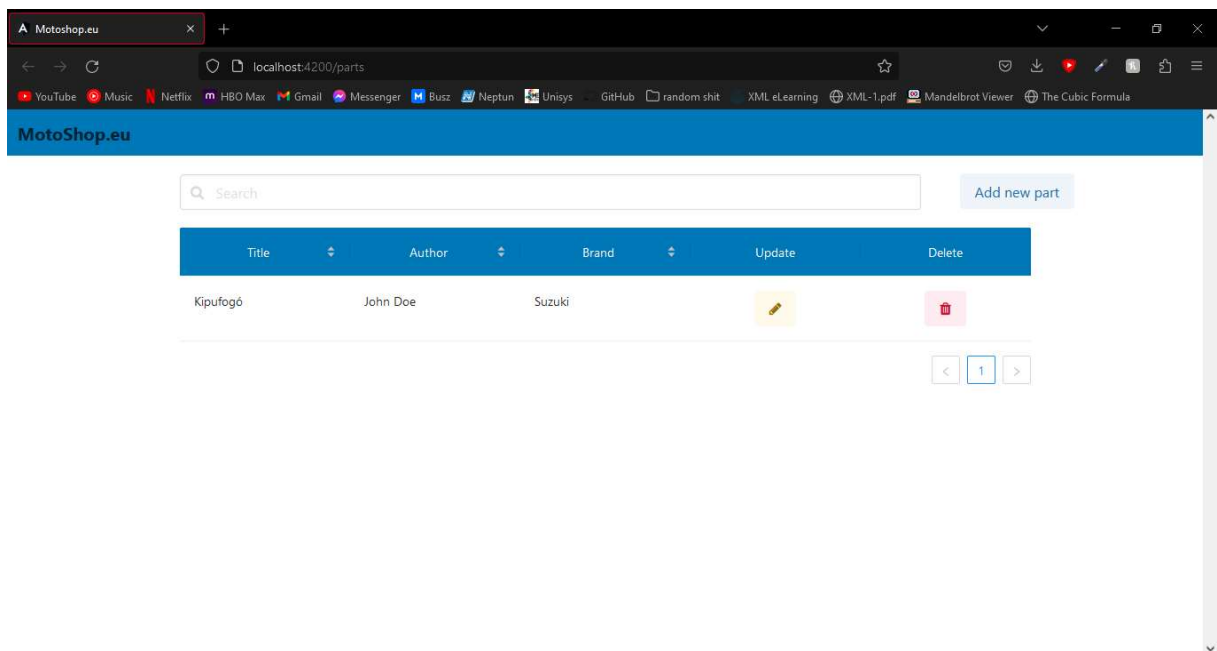 Motoshop.eu
localhost:4200/parts
YouTube Music Netflix HBO Max Gmail Messenger Busz Neptun Unisys GitHub random shit XML eLearning XML-1.pdf Mandelbrot Viewer The Cubic Formula
MotoShop.eu
Search Add new part
Title Author Brand Update Delete
Kipufogó John Doe Suzuki
1